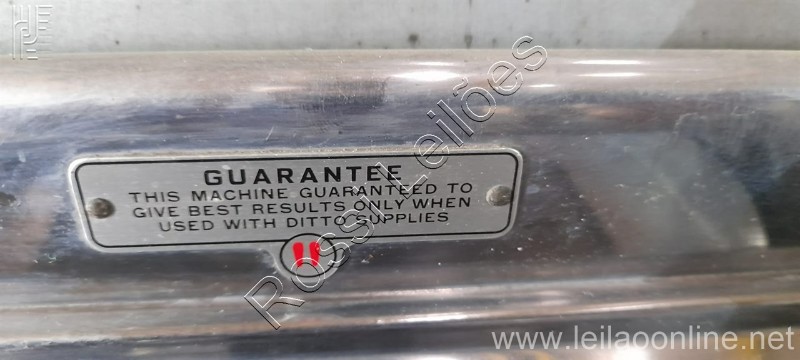 GUARANTEE
THIS MACHINE GUARANTEED TO
GIVE BEST RESULTS ONLY WHEN
USED WITH DITTO SUPPLIES
Rossi Leilões
www.leilaoonline.net